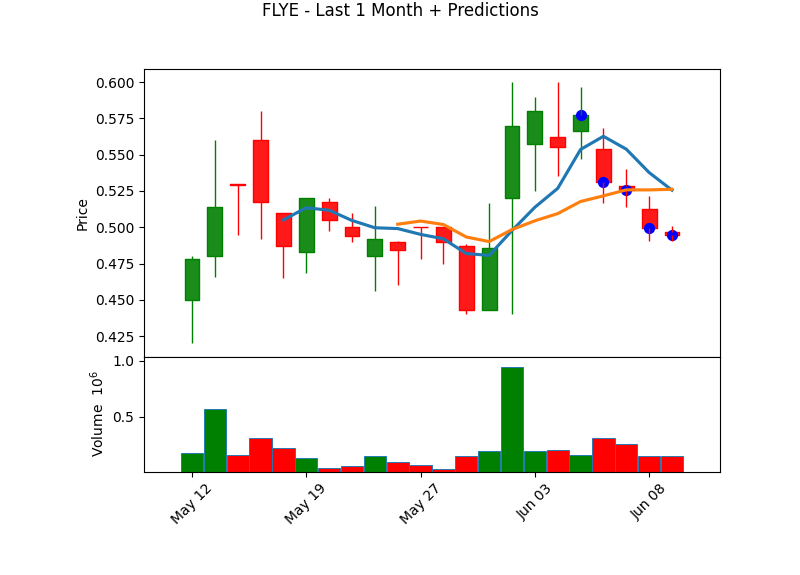 FLYE - Last 1 Month + Predictions
0.600
0.575
0.550
0.525
0.500
0.475
0.450
0.425
Price
1.0
0.5
Volume 10^6
May 12
May 19
May 27
Jun 03
Jun 08